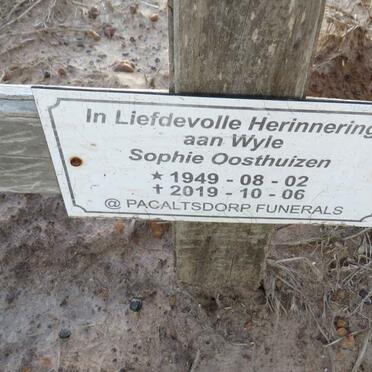 In Liefdevolle Herinnering
aan Wyle
Sophie Oosthuizen
★ 1949 - 08 - 02
✝ 2019 - 10 - 06
@ PACALTSDORP FUNERALS